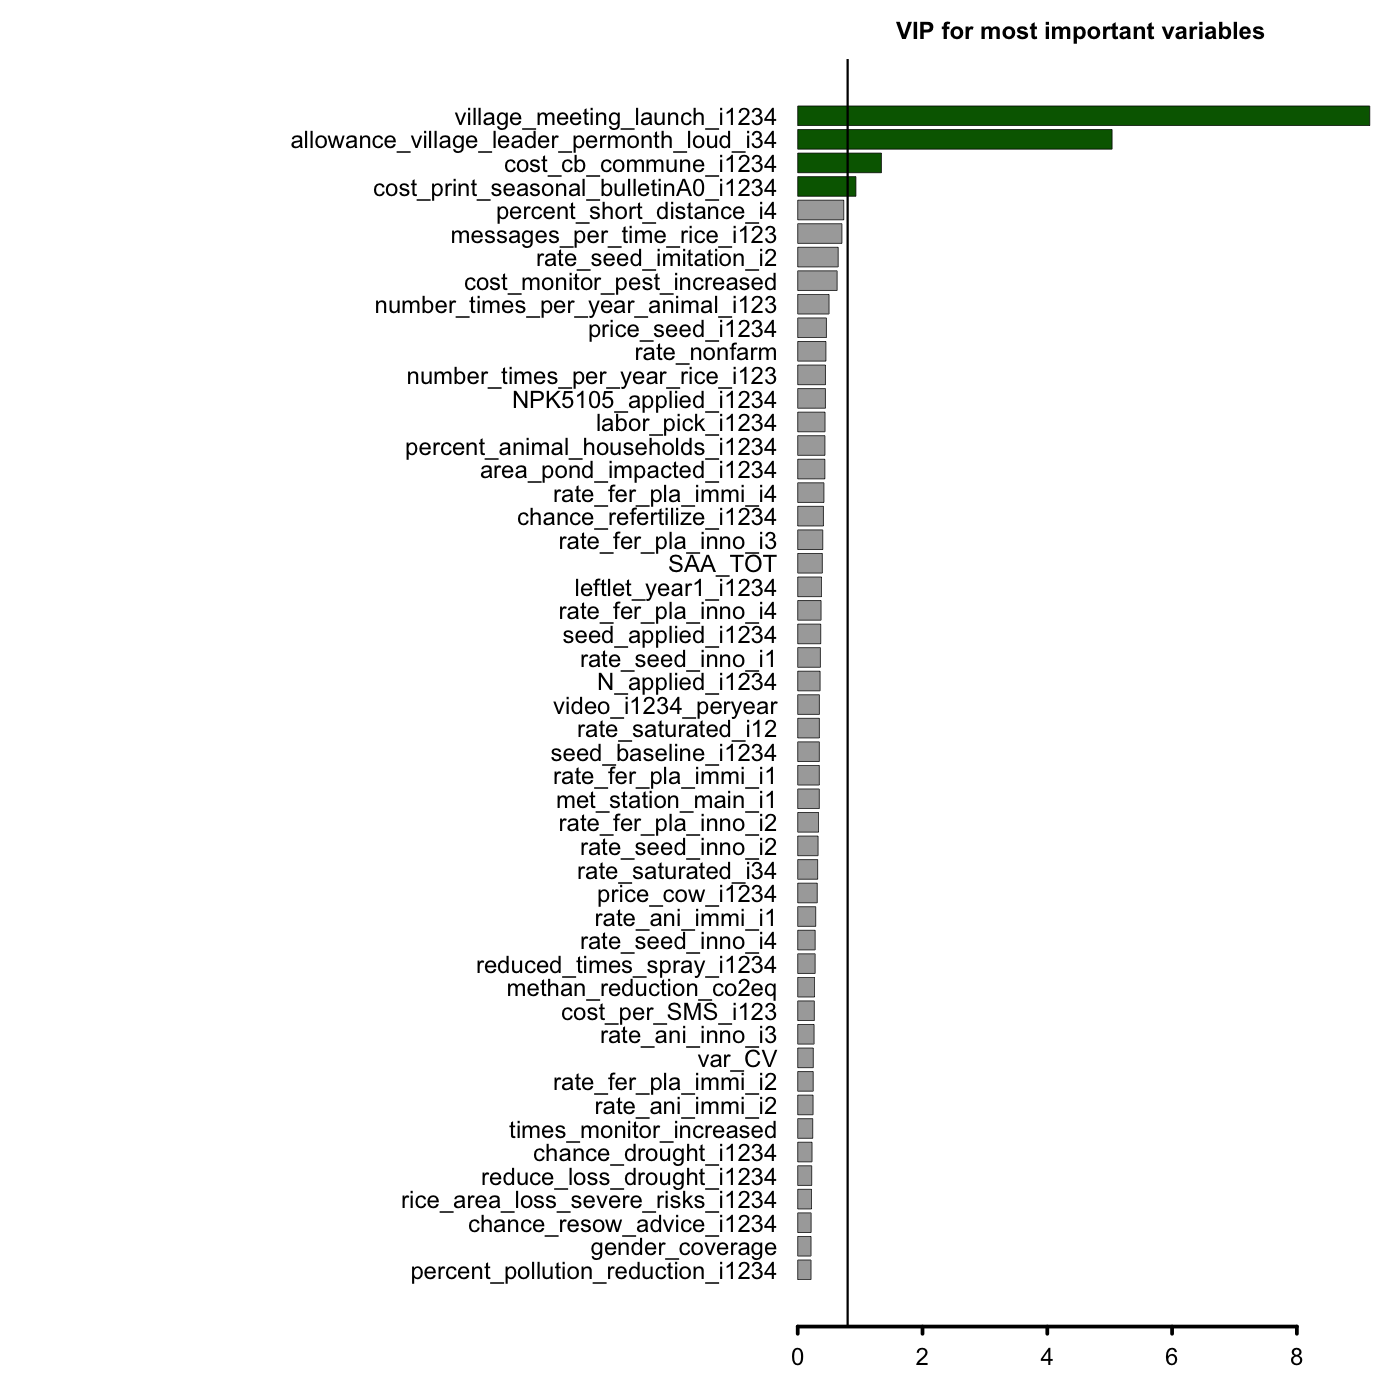 VIP for most important variables
village_meeting_launch_i1234
allowance_village_leader_permonth_loud_i34
cost_cb_commune_i1234
cost_print_seasonal_bulletinA0_i1234
percent_short_distance_i4
messages_per_time_rice_i123
rate_seed_imitation_i2
cost_monitor_pest_increased
number_times_per_year_animal_i123
price_seed_i1234
rate_nonfarm
number_times_per_year_rice_i123
NPK5105_applied_i1234
labor_pick_i1234
percent_animal_households_i1234
area_pond_impacted_i1234
rate_fer_pla_immi_i4
chance_refertilize_i1234
rate_fer_pla_inno_i3
SAA_TOT
leftlet_year1_i1234
rate_fer_pla_inno_i4
seed_applied_i1234
rate_seed_inno_i1
N_applied_i1234
video_i1234_peryear
rate_saturated_i12
seed_baseline_i1234
rate_fer_pla_immi_i1
met_station_main_i1
rate_fer_pla_inno_i2
rate_seed_inno_i2
rate_saturated_i34
price_cow_i1234
rate_ani_immi_i1
rate_seed_inno_i4
reduced_times_spray_i1234
methan_reduction_co2eq
cost_per_SMS_i123
rate_ani_inno_i3
var_CV
rate_fer_pla_immi_i2
rate_ani_immi_i2
times_monitor_increased
chance_drought_i1234
reduce_loss_drought_i1234
rice_area_loss_severe_risks_i1234
chance_resow_advice_i1234
gender_coverage
percent_pollution_reduction_i1234
0 2 4 6 8